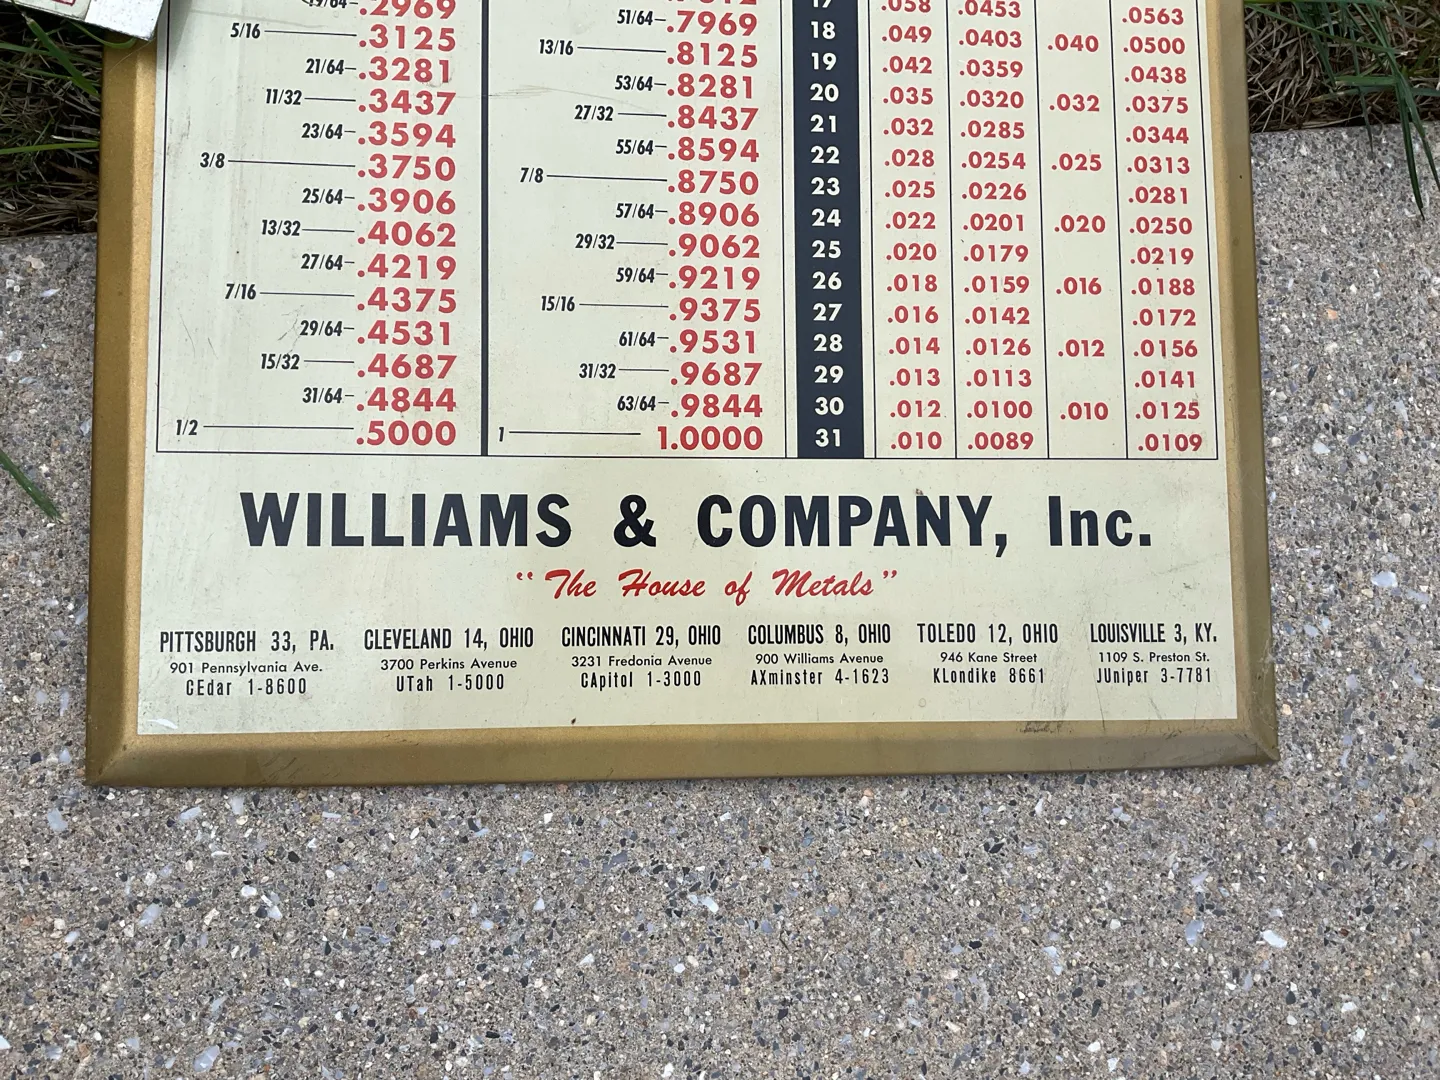 19/64 .2969 17 .058 .0453 .0563
5/16 .3125 51/64 .7969 18 .049 .0403 .040 .0500
21/64 .3281 13/16 .8125 19 .042 .0359 .0438
11/32 .3437 53/64 .8281 20 .035 .0320 .032 .0375
23/64 .3594 27/32 .8437 21 .032 .0285 .0344
3/8 .3750 55/64 .8594 22 .028 .0254 .025 .0313
25/64 .3906 7/8 .8750 23 .025 .0226 .0281
13/32 .4062 57/64 .8906 24 .022 .0201 .020 .0250
27/64 .4219 29/32 .9062 25 .020 .0179 .0219
7/16 .4375 59/64 .9219 26 .018 .0159 .016 .0188
29/64 .4531 15/16 .9375 27 .016 .0142 .0172
15/32 .4687 61/64 .9531 28 .014 .0126 .012 .0156
31/64 .4844 31/32 .9687 29 .013 .0113 .0141
1/2 .5000 63/64 .9844 30 .012 .0100 .010 .0125
1 1.0000 31 .010 .0089 .0109
WILLIAMS & COMPANY, Inc.
"The House of Metals"
PITTSBURGH 33, PA. CLEVELAND 14, OHIO CINCINNATI 29, OHIO COLUMBUS 8, OHIO TOLEDO 12, OHIO LOUISVILLE 3, KY.
901 Pennsylvania Ave. 3700 Perkins Avenue 3231 Fredonia Avenue 900 Williams Avenue 946 Kane Street 1109 S. Preston St.
CEdar 1-8600 UTah 1-5000 CApitol 1-3000 AXminster 4-1623 KLondike 8661 JUniper 3-7781